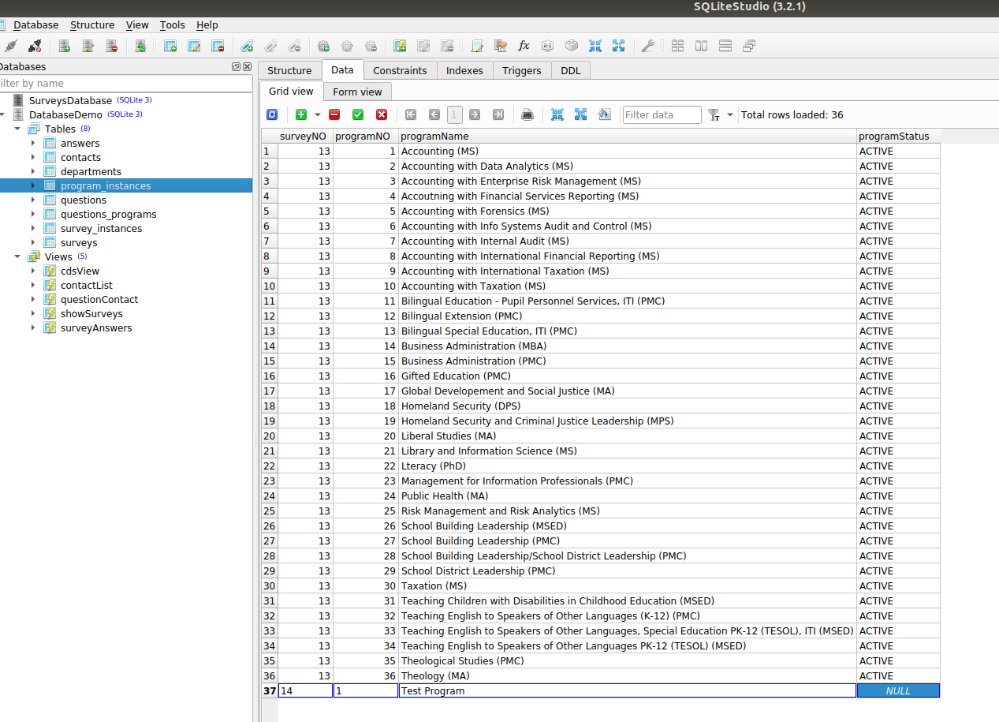 SQLiteStudio (3.2.1)
Database Structure View Tools Help
Databases
ilter by name
SurveysDatabase (SQLite 3)
DatabaseDemo (SQLite 3)
Tables (8)
answers
contacts
departments
program_instances
questions
questions_programs
survey_instances
surveys
Views (5)
cdsView
contactList
questionContact
showSurveys
surveyAnswers
Structure Data Constraints Indexes Triggers DDL
Grid view Form view
1 Filter data Total rows loaded: 36
surveyNO programNO programName programStatus
1 13 1 Accounting (MS) ACTIVE
2 13 2 Accounting with Data Analytics (MS) ACTIVE
3 13 3 Accounting with Enterprise Risk Management (MS) ACTIVE
4 13 4 Accoutning with Financial Services Reporting (MS) ACTIVE
5 13 5 Accounting with Forensics (MS) ACTIVE
6 13 6 Accounting with Info Systems Audit and Control (MS) ACTIVE
7 13 7 Accounting with Internal Audit (MS) ACTIVE
8 13 8 Accounting with International Financial Reporting (MS) ACTIVE
9 13 9 Accounting with International Taxation (MS) ACTIVE
10 13 10 Accounting with Taxation (MS) ACTIVE
11 13 11 Bilingual Education - Pupil Personnel Services, ITI (PMC) ACTIVE
12 13 12 Bilingual Extension (PMC) ACTIVE
13 13 13 Bilingual Special Education, ITI (PMC) ACTIVE
14 13 14 Business Administration (MBA) ACTIVE
15 13 15 Business Administration (PMC) ACTIVE
16 13 16 Gifted Education (PMC) ACTIVE
17 13 17 Global Developement and Social Justice (MA) ACTIVE
18 13 18 Homeland Security (DPS) ACTIVE
19 13 19 Homeland Security and Criminal Justice Leadership (MPS) ACTIVE
20 13 20 Liberal Studies (MA) ACTIVE
21 13 21 Library and Information Science (MS) ACTIVE
22 13 22 Lteracy (PhD) ACTIVE
23 13 23 Management for Information Professionals (PMC) ACTIVE
24 13 24 Public Health (MA) ACTIVE
25 13 25 Risk Management and Risk Analytics (MS) ACTIVE
26 13 26 School Building Leadership (MSED) ACTIVE
27 13 27 School Building Leadership (PMC) ACTIVE
28 13 28 School Building Leadership/School District Leadership (PMC) ACTIVE
29 13 29 School District Leadership (PMC) ACTIVE
30 13 30 Taxation (MS) ACTIVE
31 13 31 Teaching Children with Disabilities in Childhood Education (MSED) ACTIVE
32 13 32 Teaching English to Speakers of Other Languages (K-12) (PMC) ACTIVE
33 13 33 Teaching English to Speakers of Other Languages, Special Education PK-12 (TESOL), ITI (MSED) ACTIVE
34 13 34 Teaching English to Speakers of Other Languages PK-12 (TESOL) (MSED) ACTIVE
35 13 35 Theological Studies (PMC) ACTIVE
36 13 36 Theology (MA) ACTIVE
37 14 1 Test Program NULL